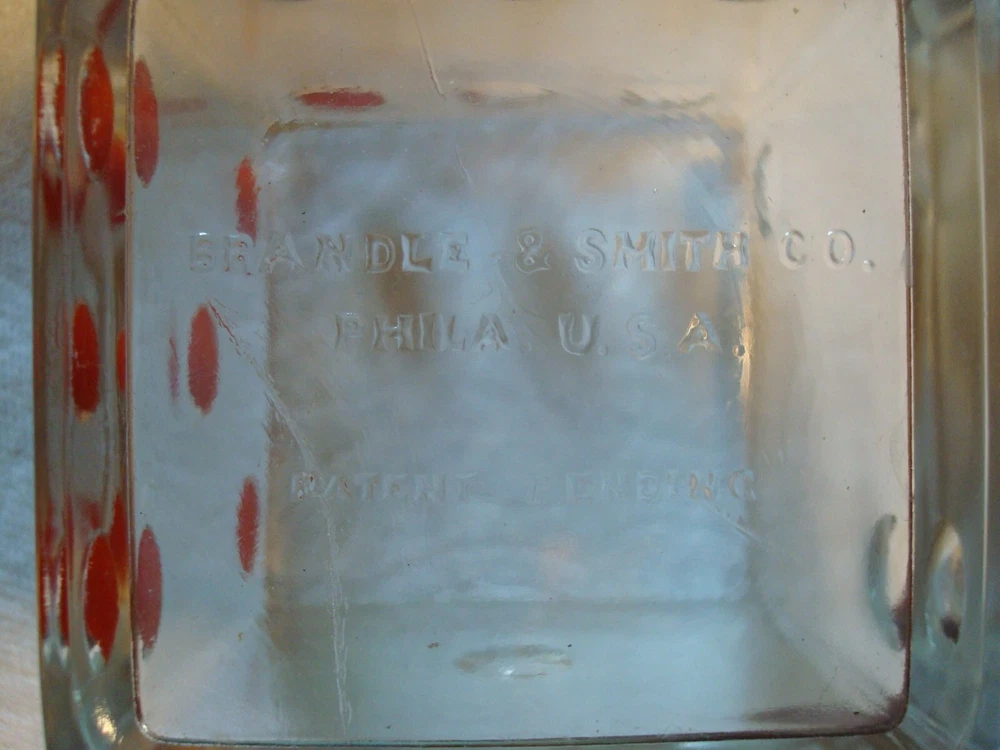 BRANDLE & SMITH CO.
PHILA. U.S.A.
PATENT PENDING